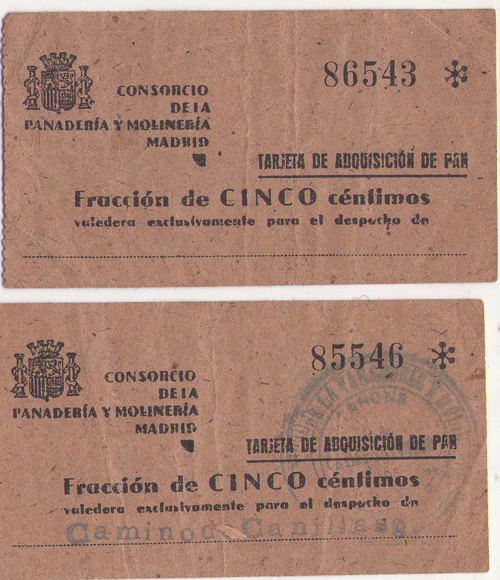 86543 *
CONSORCIO
DE LA
PANADERÍA Y MOLINERÍA
MADRID
TARJETA DE ADQUISICIÓN DE PAN
Fracción de CINCO céntimos
valedera exclusivamente para el despacho de
85546 *
CONSORCIO
DE LA
PANADERÍA Y MOLINERÍA
MADRID
TARJETA DE ADQUISICIÓN DE PAN
Fracción de CINCO céntimos
valedera exclusivamente para el despacho de
Camino de Canillas